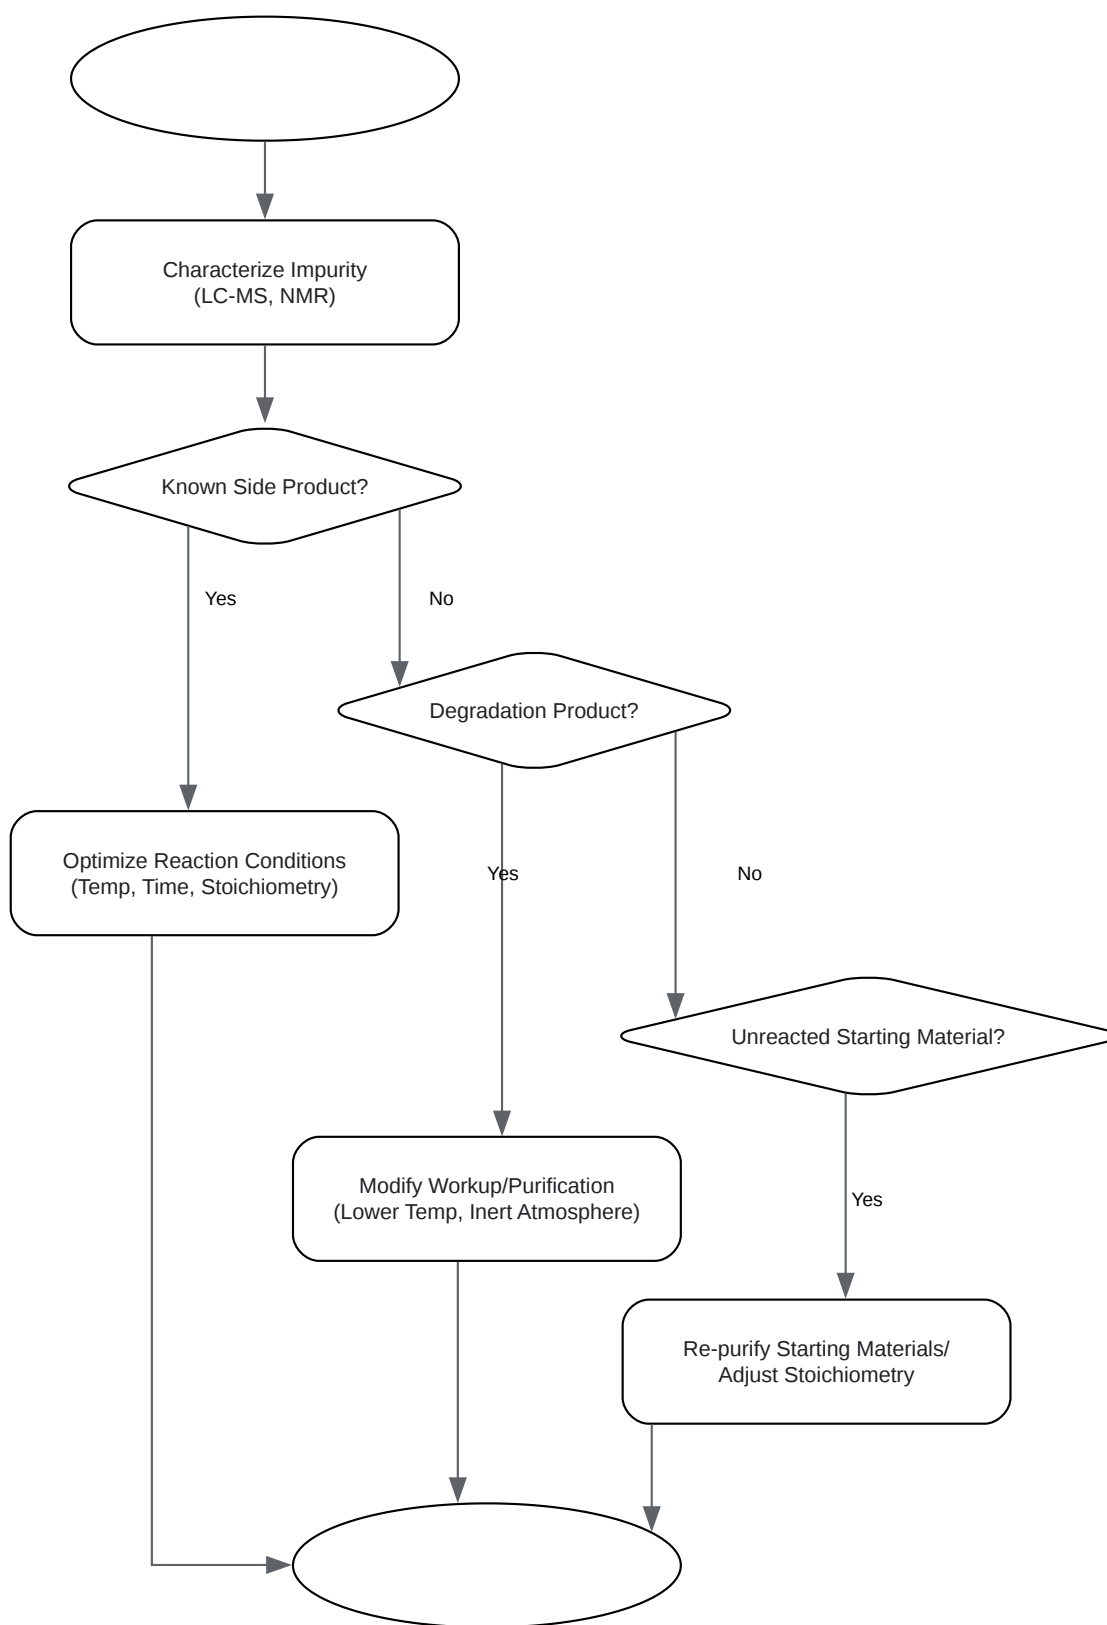 Characterize Impurity
(LC-MS, NMR)
Known Side Product?
Yes
No
Degradation Product?
Optimize Reaction Conditions
(Temp, Time, Stoichiometry)
Yes
No
Unreacted Starting Material?
Modify Workup/Purification
(Lower Temp, Inert Atmosphere)
Yes
Re-purify Starting Materials/
Adjust Stoichiometry